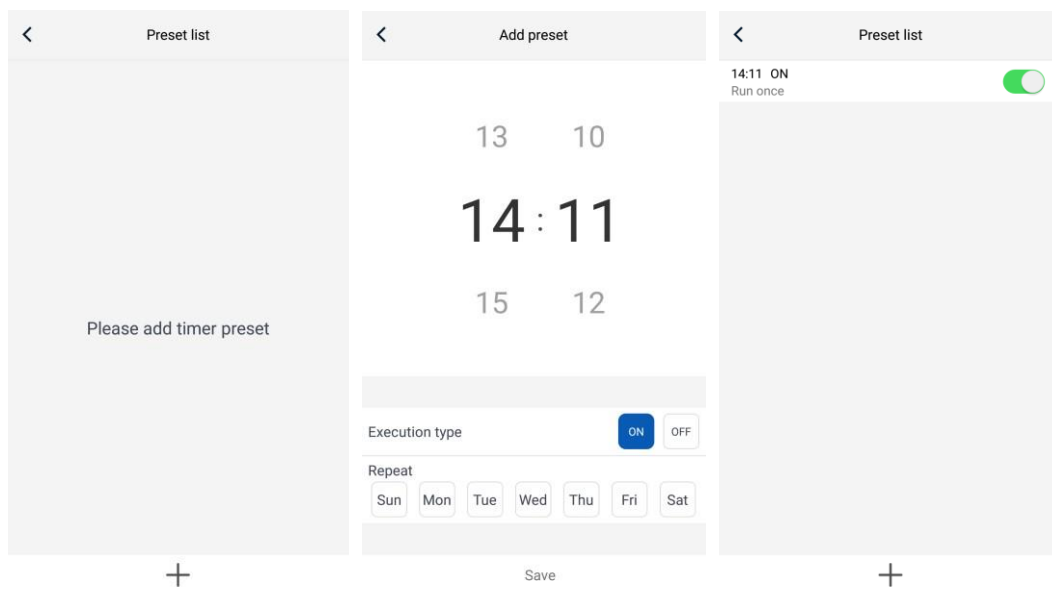 Preset list
Please add timer preset
Add preset
13 10
14 : 11
15 12
Execution type ON OFF
Repeat
Sun Mon Tue Wed Thu Fri Sat
Save
Preset list
14:11 ON
Run once